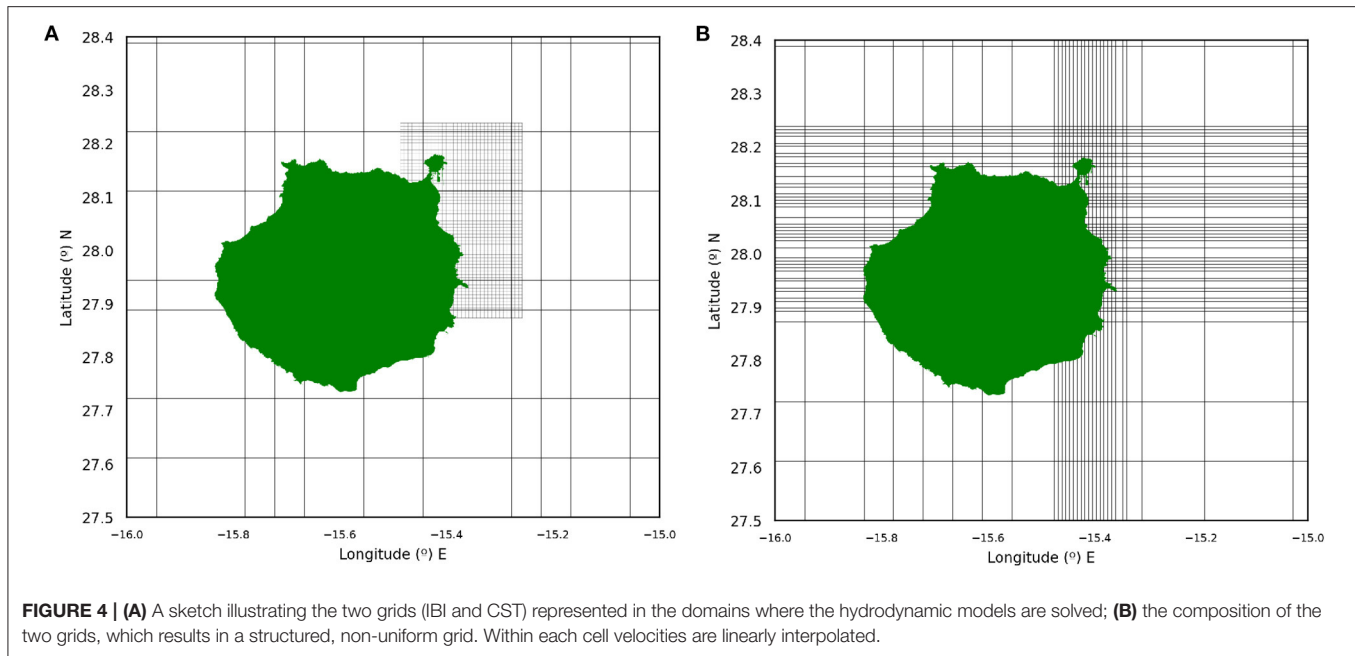 A
28.4
28.3
28.2
28.1
28.0
27.9
27.8
27.7
27.6
27.5
Latitude (º) N
−16.0 −15.8 −15.6 −15.4 −15.2 −15.0
Longitude (º) E
B
28.4
28.3
28.2
28.1
28.0
27.9
27.8
27.7
27.6
27.5
Latitude (º) N
−16.0 −15.8 −15.6 −15.4 −15.2 −15.0
Longitude (º) E
FIGURE 4 | (A) A sketch illustrating the two grids (IBI and CST) represented in the domains where the hydrodynamic models are solved; (B) the composition of the
two grids, which results in a structured, non-uniform grid. Within each cell velocities are linearly interpolated.